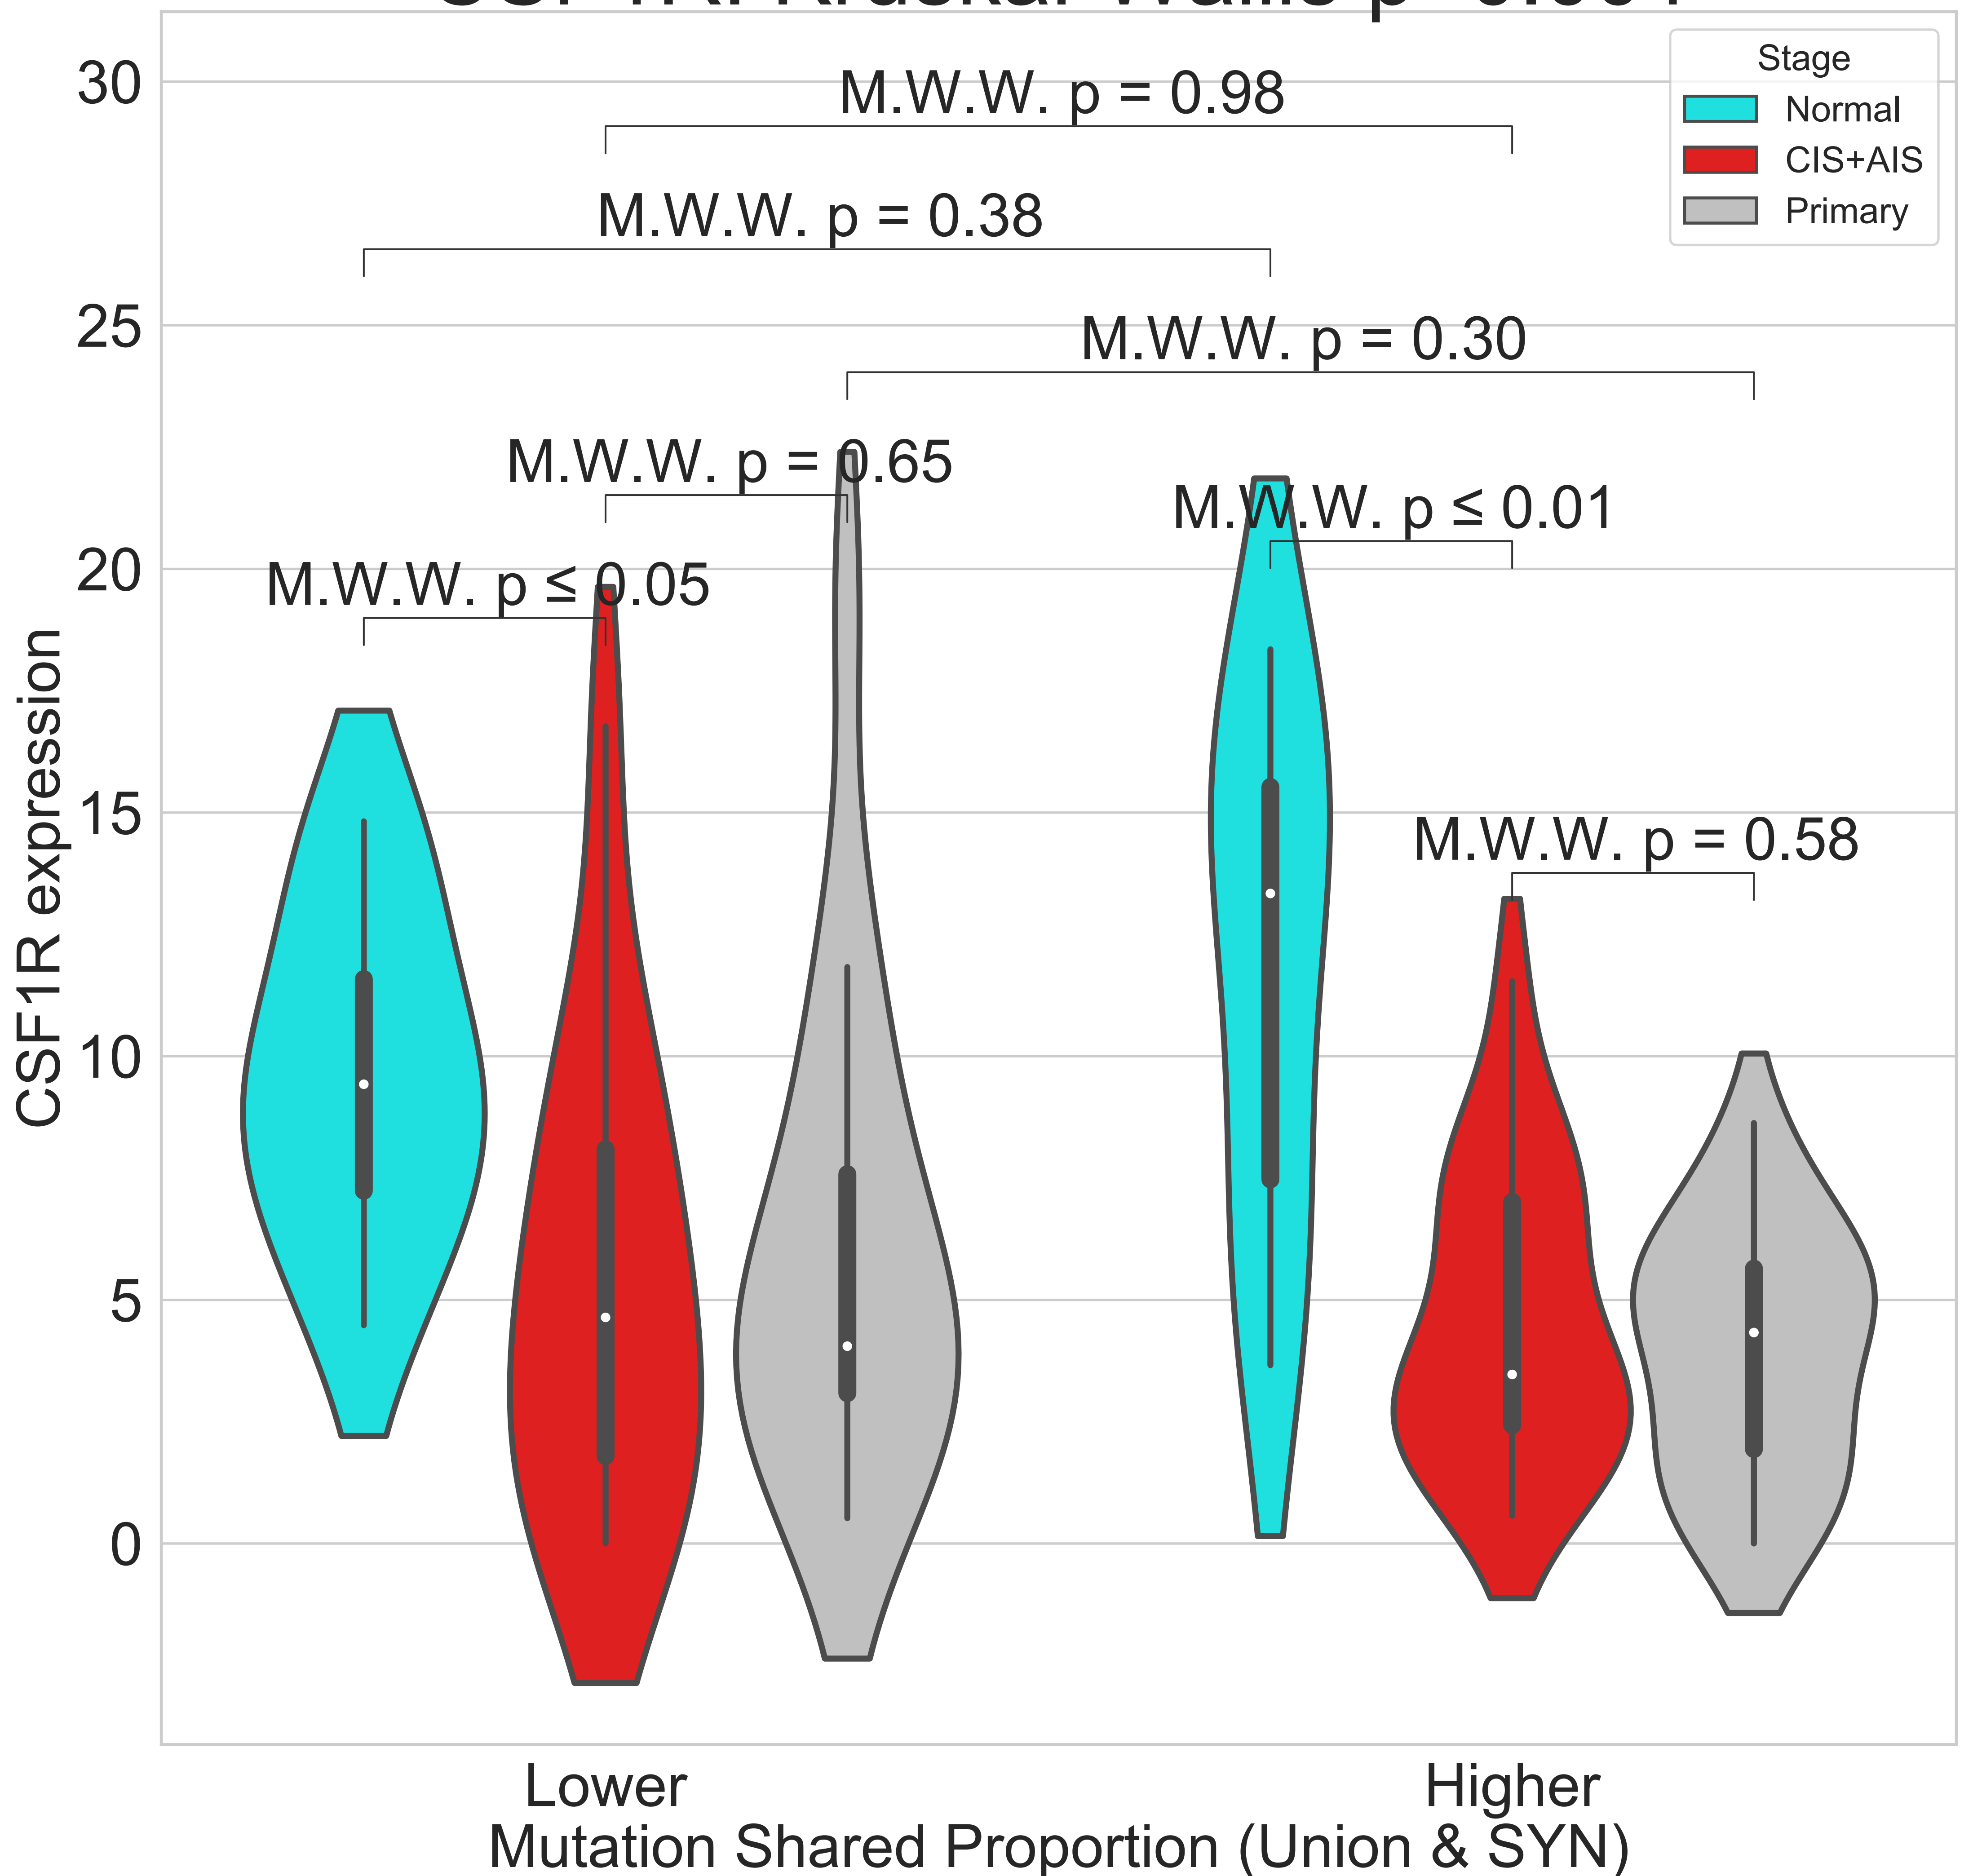 Stage
Normal
CIS+AIS
Primary
M.W.W. p = 0.98
M.W.W. p = 0.38
M.W.W. p = 0.30
M.W.W. p = 0.65
M.W.W. p ≤ 0.01
M.W.W. p ≤ 0.05
M.W.W. p = 0.58
30
25
20
15
10
5
0
CSF1R expression
Lower
Higher
Mutation Shared Proportion (Union & SYN)